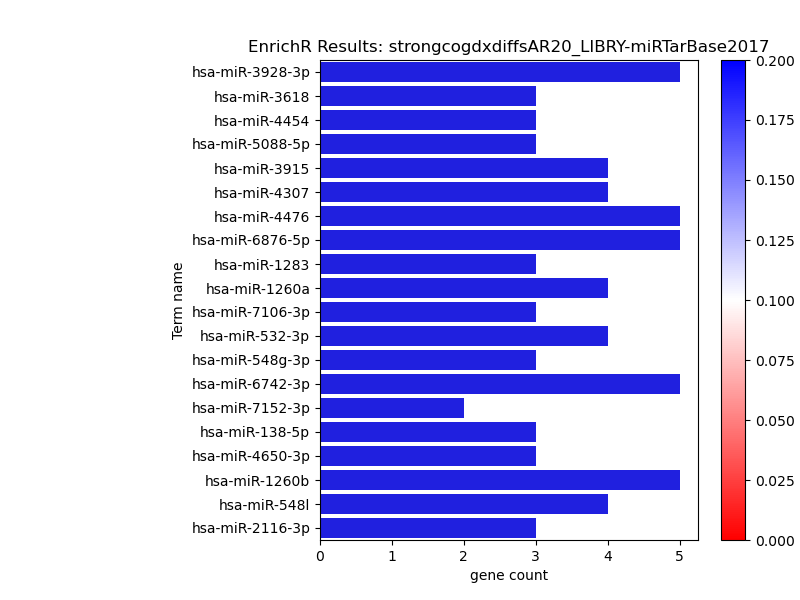 EnrichR Results: strongcogdxdiffsAR20_LIBRY-miRTarBase2017
Term name
hsa-miR-3928-3p
hsa-miR-3618
hsa-miR-4454
hsa-miR-5088-5p
hsa-miR-3915
hsa-miR-4307
hsa-miR-4476
hsa-miR-6876-5p
hsa-miR-1283
hsa-miR-1260a
hsa-miR-7106-3p
hsa-miR-532-3p
hsa-miR-548g-3p
hsa-miR-6742-3p
hsa-miR-7152-3p
hsa-miR-138-5p
hsa-miR-4650-3p
hsa-miR-1260b
hsa-miR-548l
hsa-miR-2116-3p
0 1 2 3 4 5
gene count
0.200
0.175
0.150
0.125
0.100
0.075
0.050
0.025
0.000